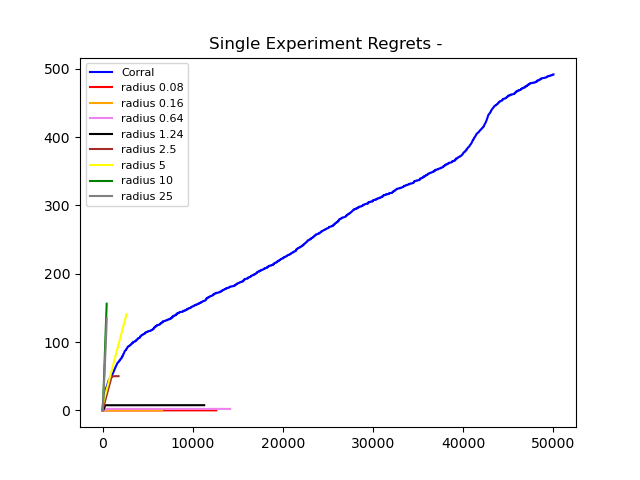 Single Experiment Regrets -
500
400
300
200
100
0
Corral
radius 0.08
radius 0.16
radius 0.64
radius 1.24
radius 2.5
radius 5
radius 10
radius 25
0 10000 20000 30000 40000 50000